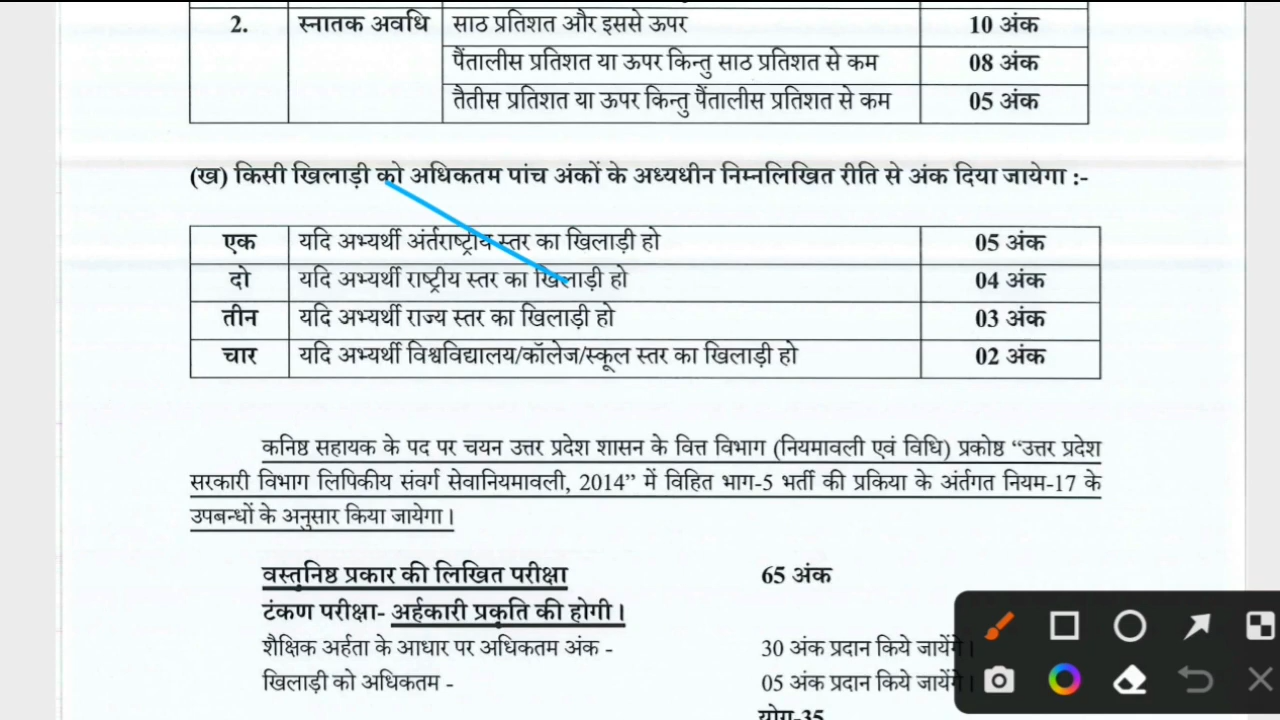 2. स्नातक अवधि साठ प्रतिशत और इससे ऊपर 10 अंक
पैंतालीस प्रतिशत या ऊपर किन्तु साठ प्रतिशत से कम 08 अंक
तैतीस प्रतिशत या ऊपर किन्तु पैंतालीस प्रतिशत से कम 05 अंक
(ख) किसी खिलाड़ी को अधिकतम पांच अंकों के अध्यधीन निम्नलिखित रीति से अंक दिया जायेगा :-
एक यदि अभ्यर्थी अंर्तराष्ट्रीय स्तर का खिलाड़ी हो 05 अंक
दो यदि अभ्यर्थी राष्ट्रीय स्तर का खिलाड़ी हो 04 अंक
तीन यदि अभ्यर्थी राज्य स्तर का खिलाड़ी हो 03 अंक
चार यदि अभ्यर्थी विश्वविद्यालय/कॉलेज/स्कूल स्तर का खिलाड़ी हो 02 अंक
कनिष्ठ सहायक के पद पर चयन उत्तर प्रदेश शासन के वित्त विभाग (नियमावली एवं विधि) प्रकोष्ठ “उत्तर प्रदेश
सरकारी विभाग लिपिकीय संवर्ग सेवानियमावली, 2014” में विहित भाग-5 भर्ती की प्रकिया के अंर्तगत नियम-17 के
उपबन्धों के अनुसार किया जायेगा।
वस्तुनिष्ठ प्रकार की लिखित परीक्षा 65 अंक
टंकण परीक्षा- अर्हकारी प्रकृति की होगी।
शैक्षिक अर्हता के आधार पर अधिकतम अंक - 30 अंक प्रदान किये जायेंगे।
खिलाड़ी को अधिकतम - 05 अंक प्रदान किये जायेंगे।
योग-35